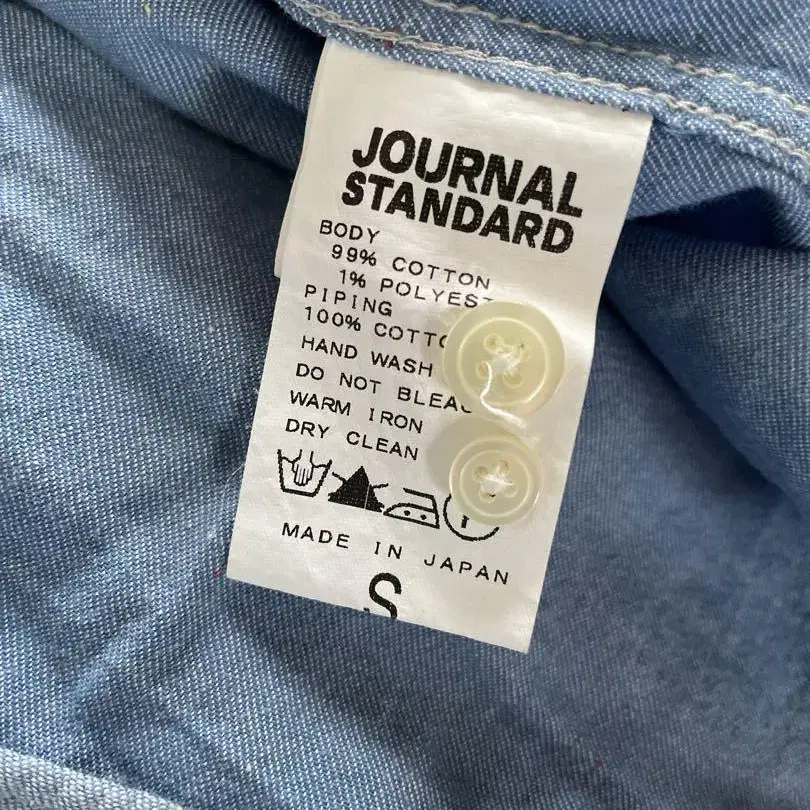 JOURNAL
STANDARD
BODY
99% COTTON
1% POLYEST
PIPING
100% COTTO
HAND WASH
DO NOT BLEAC
WARM IRON
DRY CLEAN
MADE IN JAPAN
S